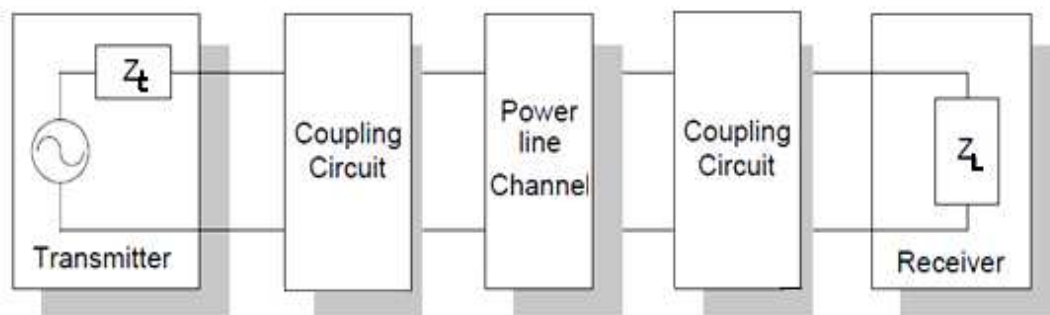 Zt
Transmitter
Coupling
Circuit
Power
line
Channel
Coupling
Circuit
ZL
Receiver